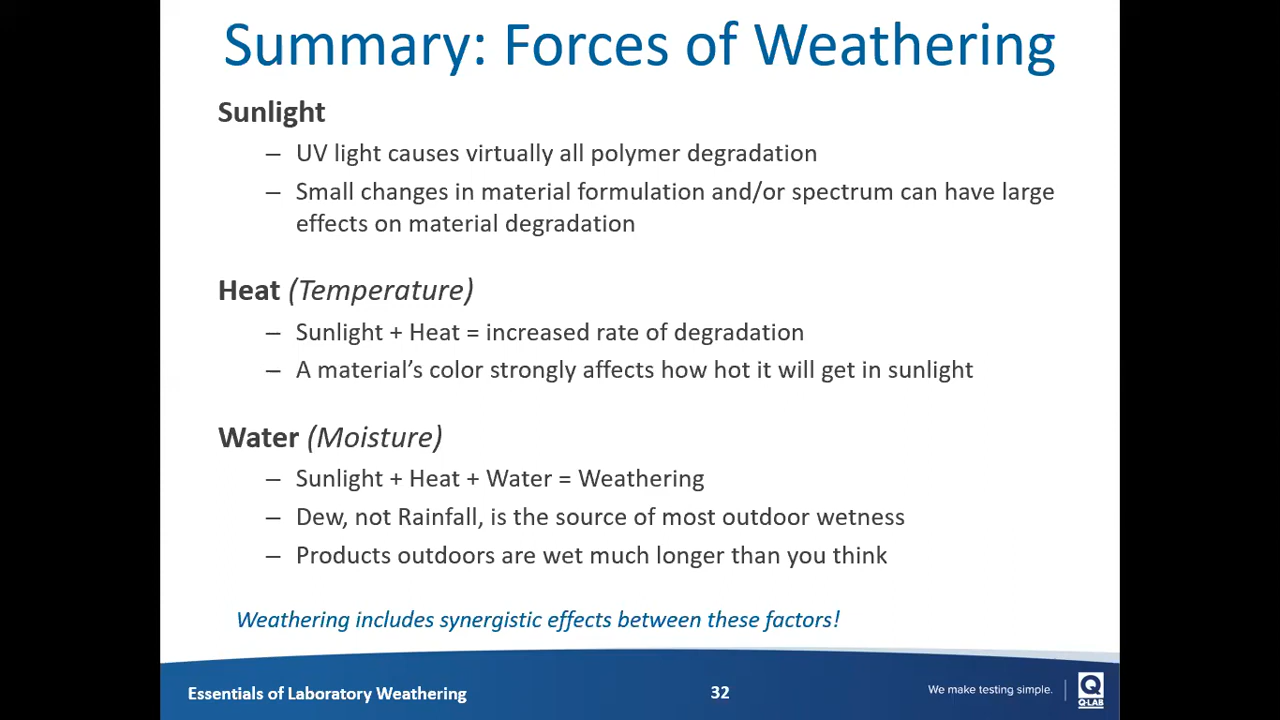 Summary: Forces of Weathering
Sunlight
– UV light causes virtually all polymer degradation
– Small changes in material formulation and/or spectrum can have large
effects on material degradation
Heat (Temperature)
– Sunlight + Heat = increased rate of degradation
– A material’s color strongly affects how hot it will get in sunlight
Water (Moisture)
– Sunlight + Heat + Water = Weathering
– Dew, not Rainfall, is the source of most outdoor wetness
– Products outdoors are wet much longer than you think
Weathering includes synergistic effects between these factors!
Essentials of Laboratory Weathering
32
We make testing simple.
Q
Q-LAB